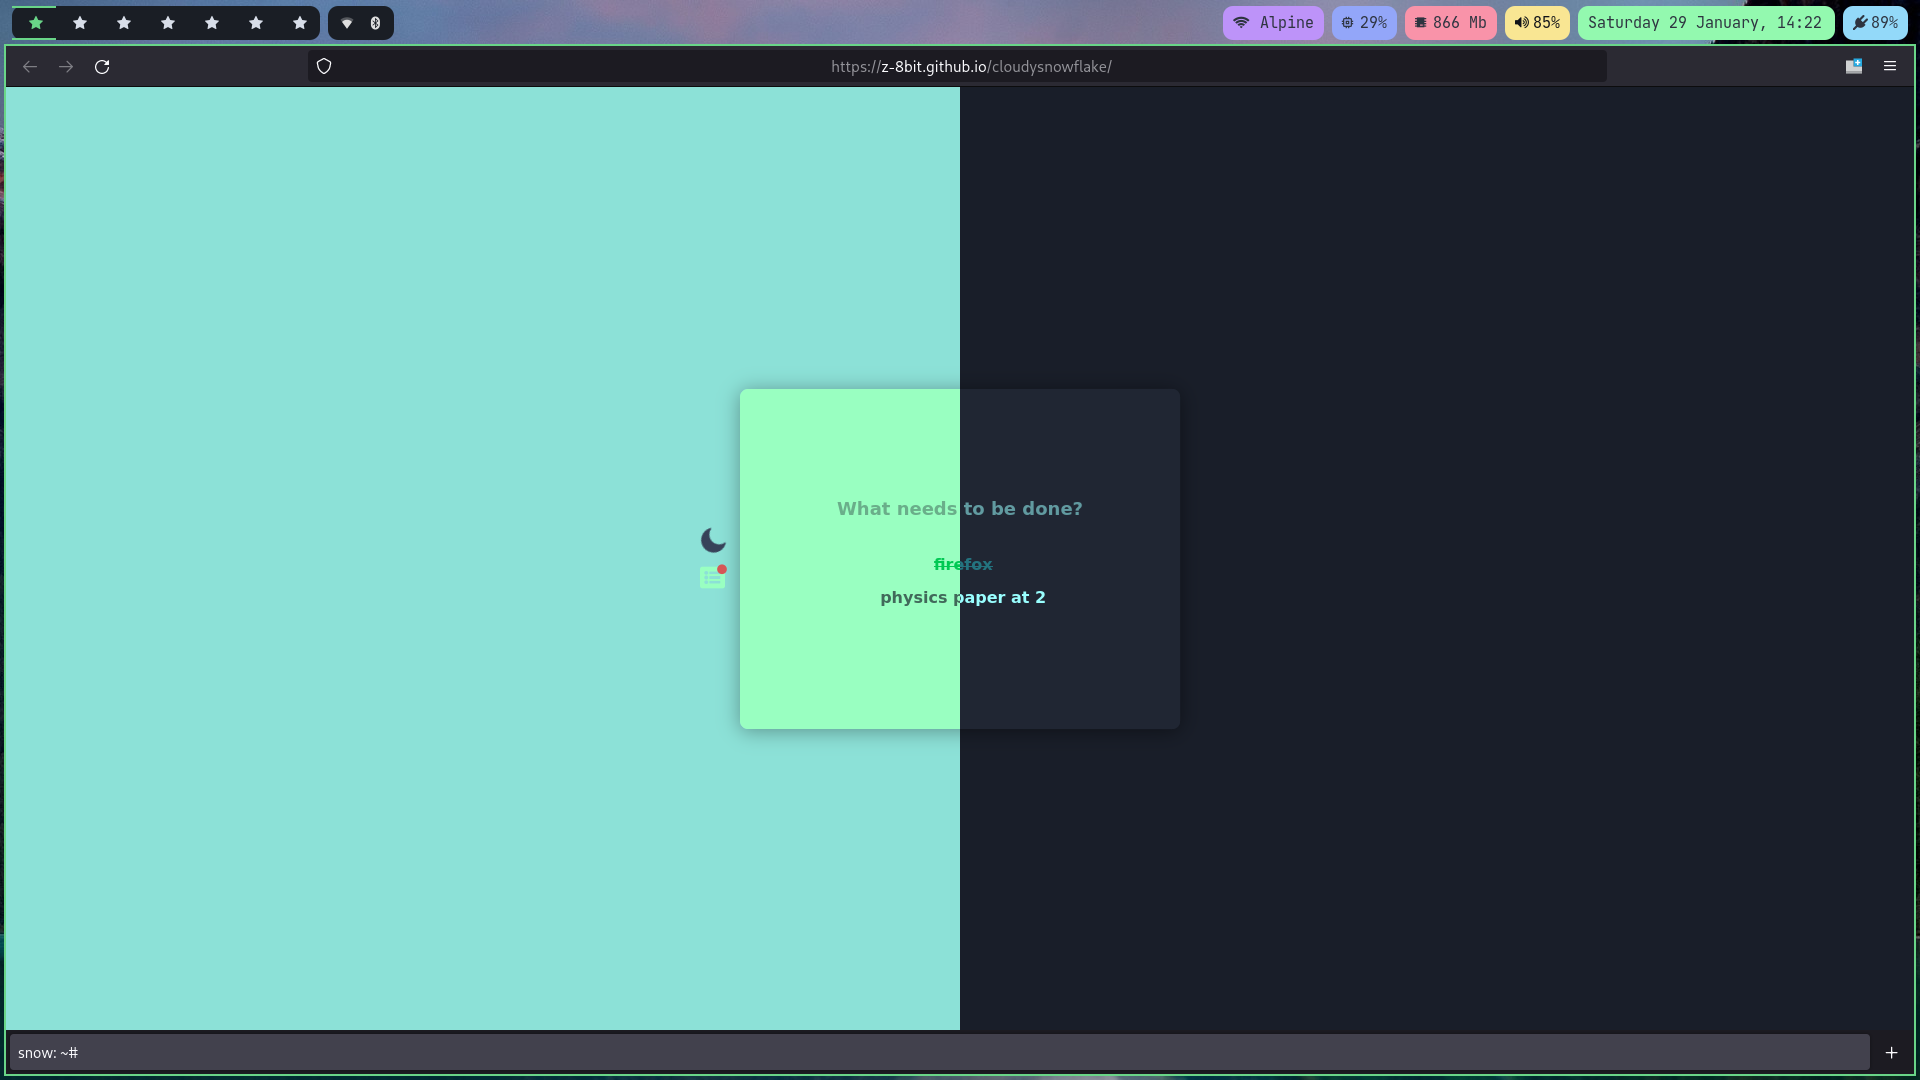 Alpine
29%
866 Mb
85%
Saturday 29 January, 14:22
89%
https://z-8bit.github.io/cloudysnowflake/
What needs to be done?
firefox
physics paper at 2
snow: ~#